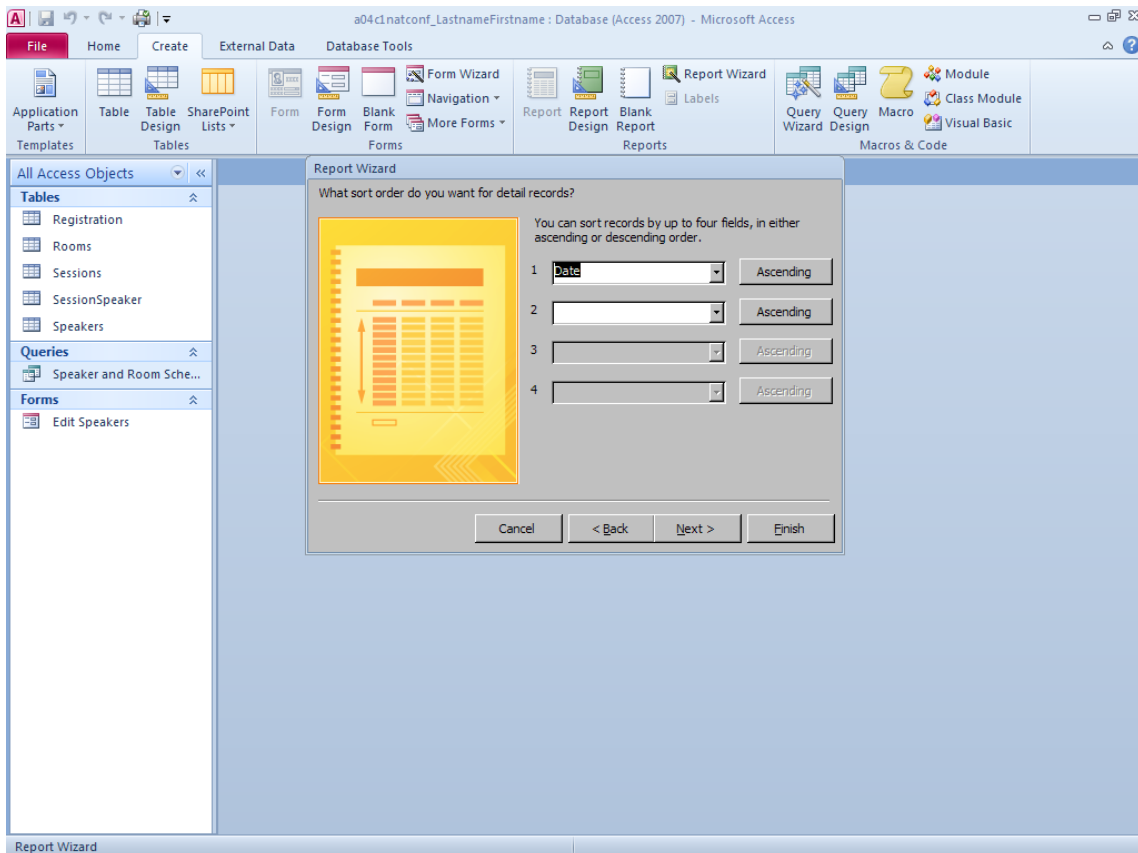 a04c1natconf_LastnameFirstname : Database (Access 2007) - Microsoft Access
File Home Create External Data Database Tools
Application Parts
Table
Table Design
SharePoint Lists
Form
Form Design
Blank Form
Form Wizard
Navigation
More Forms
Report
Report Design
Blank Report
Report Wizard
Labels
Query Wizard
Query Design
Macro
Module
Class Module
Visual Basic
Templates Tables Forms Reports Macros & Code
All Access Objects
Tables
Registration
Rooms
Sessions
SessionSpeaker
Speakers
Queries
Speaker and Room Sche...
Forms
Edit Speakers
Report Wizard
What sort order do you want for detail records?
You can sort records by up to four fields, in either
ascending or descending order.
1 Date Ascending
2 Ascending
3 Ascending
4 Ascending
Cancel < Back Next > Finish
Report Wizard